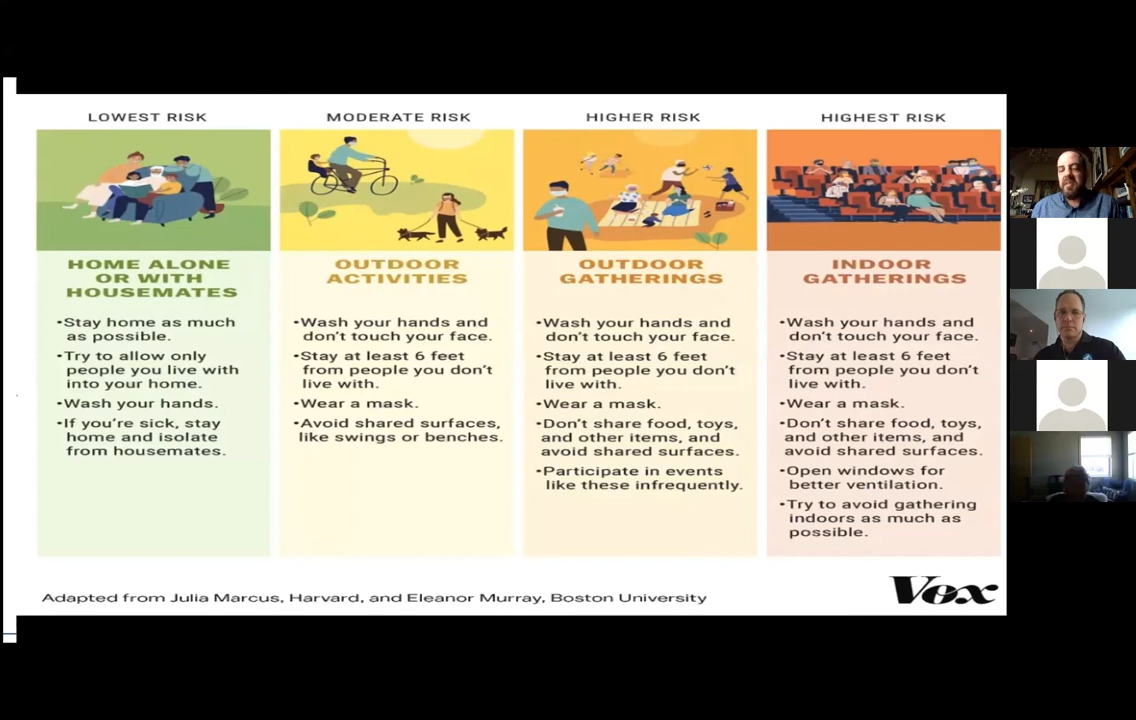 LOWEST RISK
MODERATE RISK
HIGHER RISK
HIGHEST RISK
HOME ALONE
OR WITH
HOUSEMATES
•Stay home as much
as possible.
•Try to allow only
people you live with
into your home.
•Wash your hands.
•If you're sick, stay
home and isolate
from housemates.
OUTDOOR
ACTIVITIES
•Wash your hands and
don't touch your face.
•Stay at least 6 feet
from people you don't
live with.
•Wear a mask.
•Avoid shared surfaces,
like swings or benches.
OUTDOOR
GATHERINGS
•Wash your hands and
don't touch your face.
•Stay at least 6 feet
from people you don't
live with.
•Wear a mask.
•Don't share food, toys,
and other items, and
avoid shared surfaces.
•Participate in events
like these infrequently.
INDOOR
GATHERINGS
•Wash your hands and
don't touch your face.
•Stay at least 6 feet
from people you don't
live with.
•Wear a mask.
•Don't share food, toys,
and other items, and
avoid shared surfaces.
•Open windows for
better ventilation.
•Try to avoid gathering
indoors as much as
possible.
Adapted from Julia Marcus, Harvard, and Eleanor Murray, Boston University
Vox